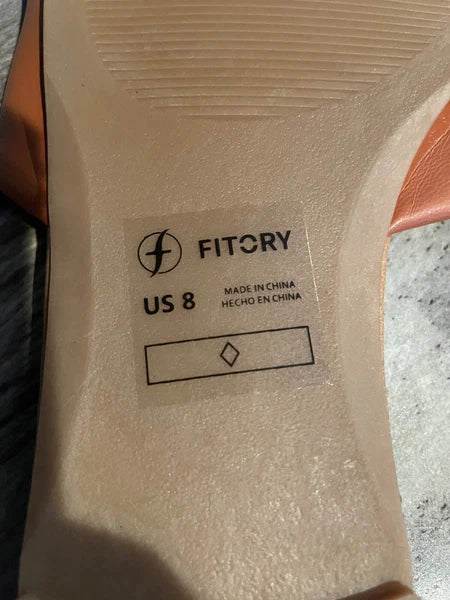 FITORY
US 8
MADE IN CHINA
HECHO EN CHINA